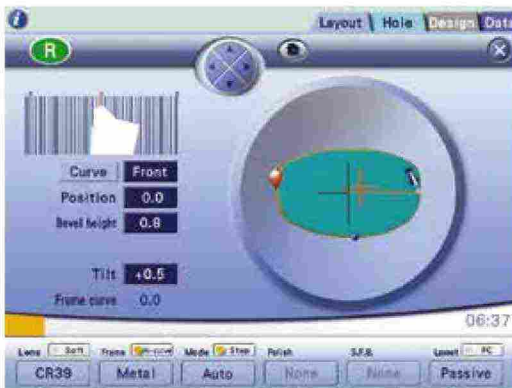 i
Layout Hole Design Data
R
Curve Front
Position 0.0
Bevel height 0.8
Tilt +0.5
Frame curve 0.0
06:37
Lens Soft Frame Mode Step Polish S.F.B. Layout FC
CR39 Metal Auto None None Passive